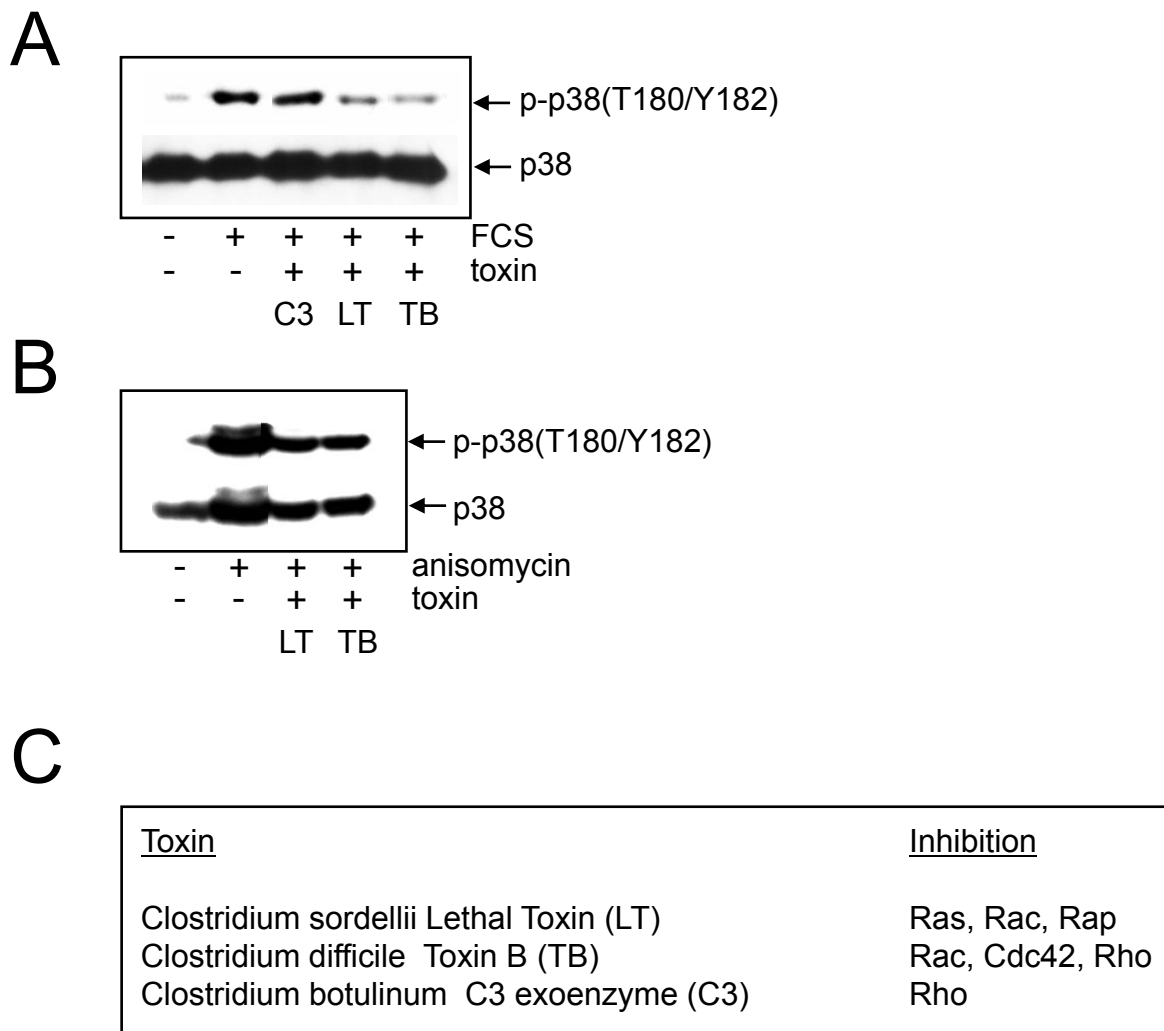 A
p-p38(T180/Y182)
p38
- + + + + FCS
- - + + + toxin
C3 LT TB
B
p-p38(T180/Y182)
p38
- + + + anisomycin
- - + + toxin
LT TB
C
Toxin Inhibition
Clostridium sordellii Lethal Toxin (LT) Ras, Rac, Rap
Clostridium difficile Toxin B (TB) Rac, Cdc42, Rho
Clostridium botulinum C3 exoenzyme (C3) Rho